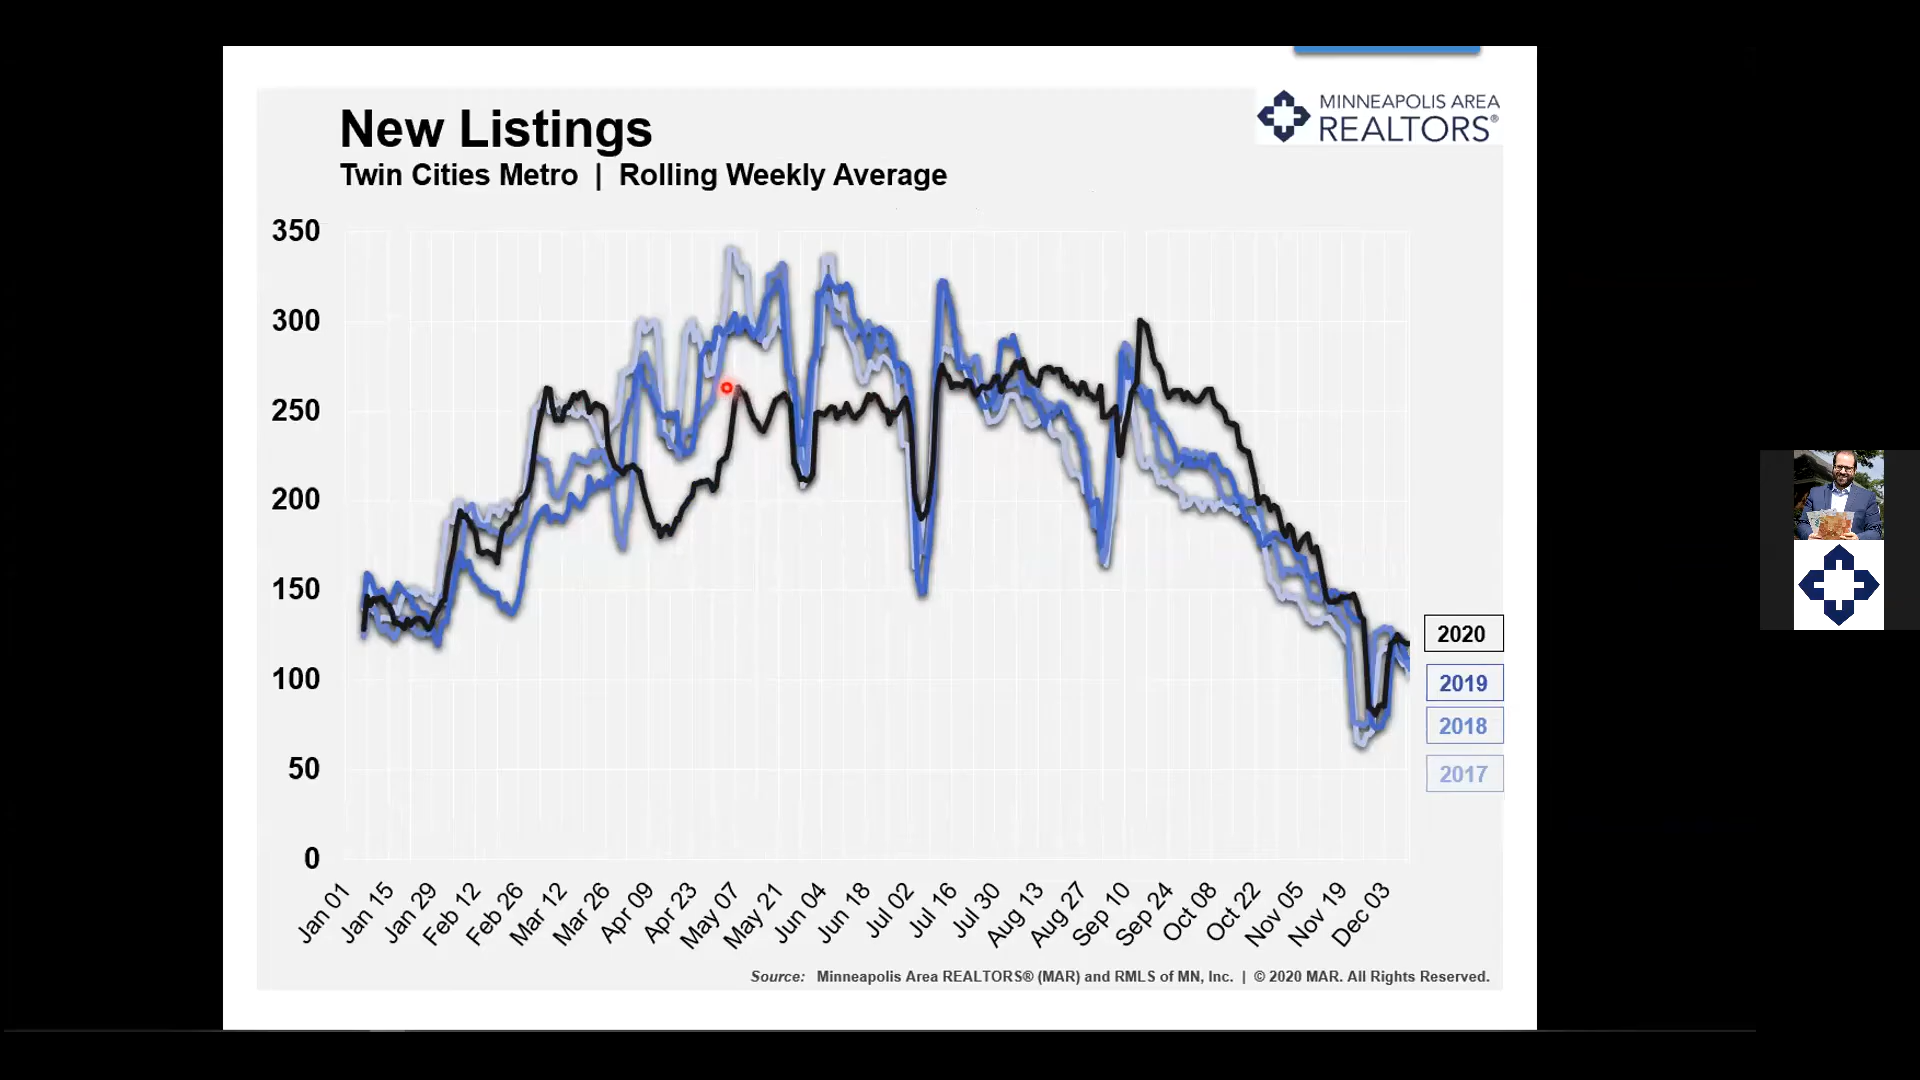 New Listings
MINNEAPOLIS AREA
REALTORS®
Twin Cities Metro | Rolling Weekly Average
350
300
250
200
150
100
50
0
2020
2019
2018
2017
Jan 01
Jan 15
Jan 29
Feb 12
Feb 26
Mar 12
Mar 26
Apr 09
Apr 23
May 07
May 21
Jun 04
Jun 18
Jul 02
Jul 16
Jul 30
Aug 13
Aug 27
Sep 10
Sep 24
Oct 08
Oct 22
Nov 05
Nov 19
Dec 03
Source: Minneapolis Area REALTORS® (MAR) and RMLS of MN, Inc. | © 2020 MAR. All Rights Reserved.